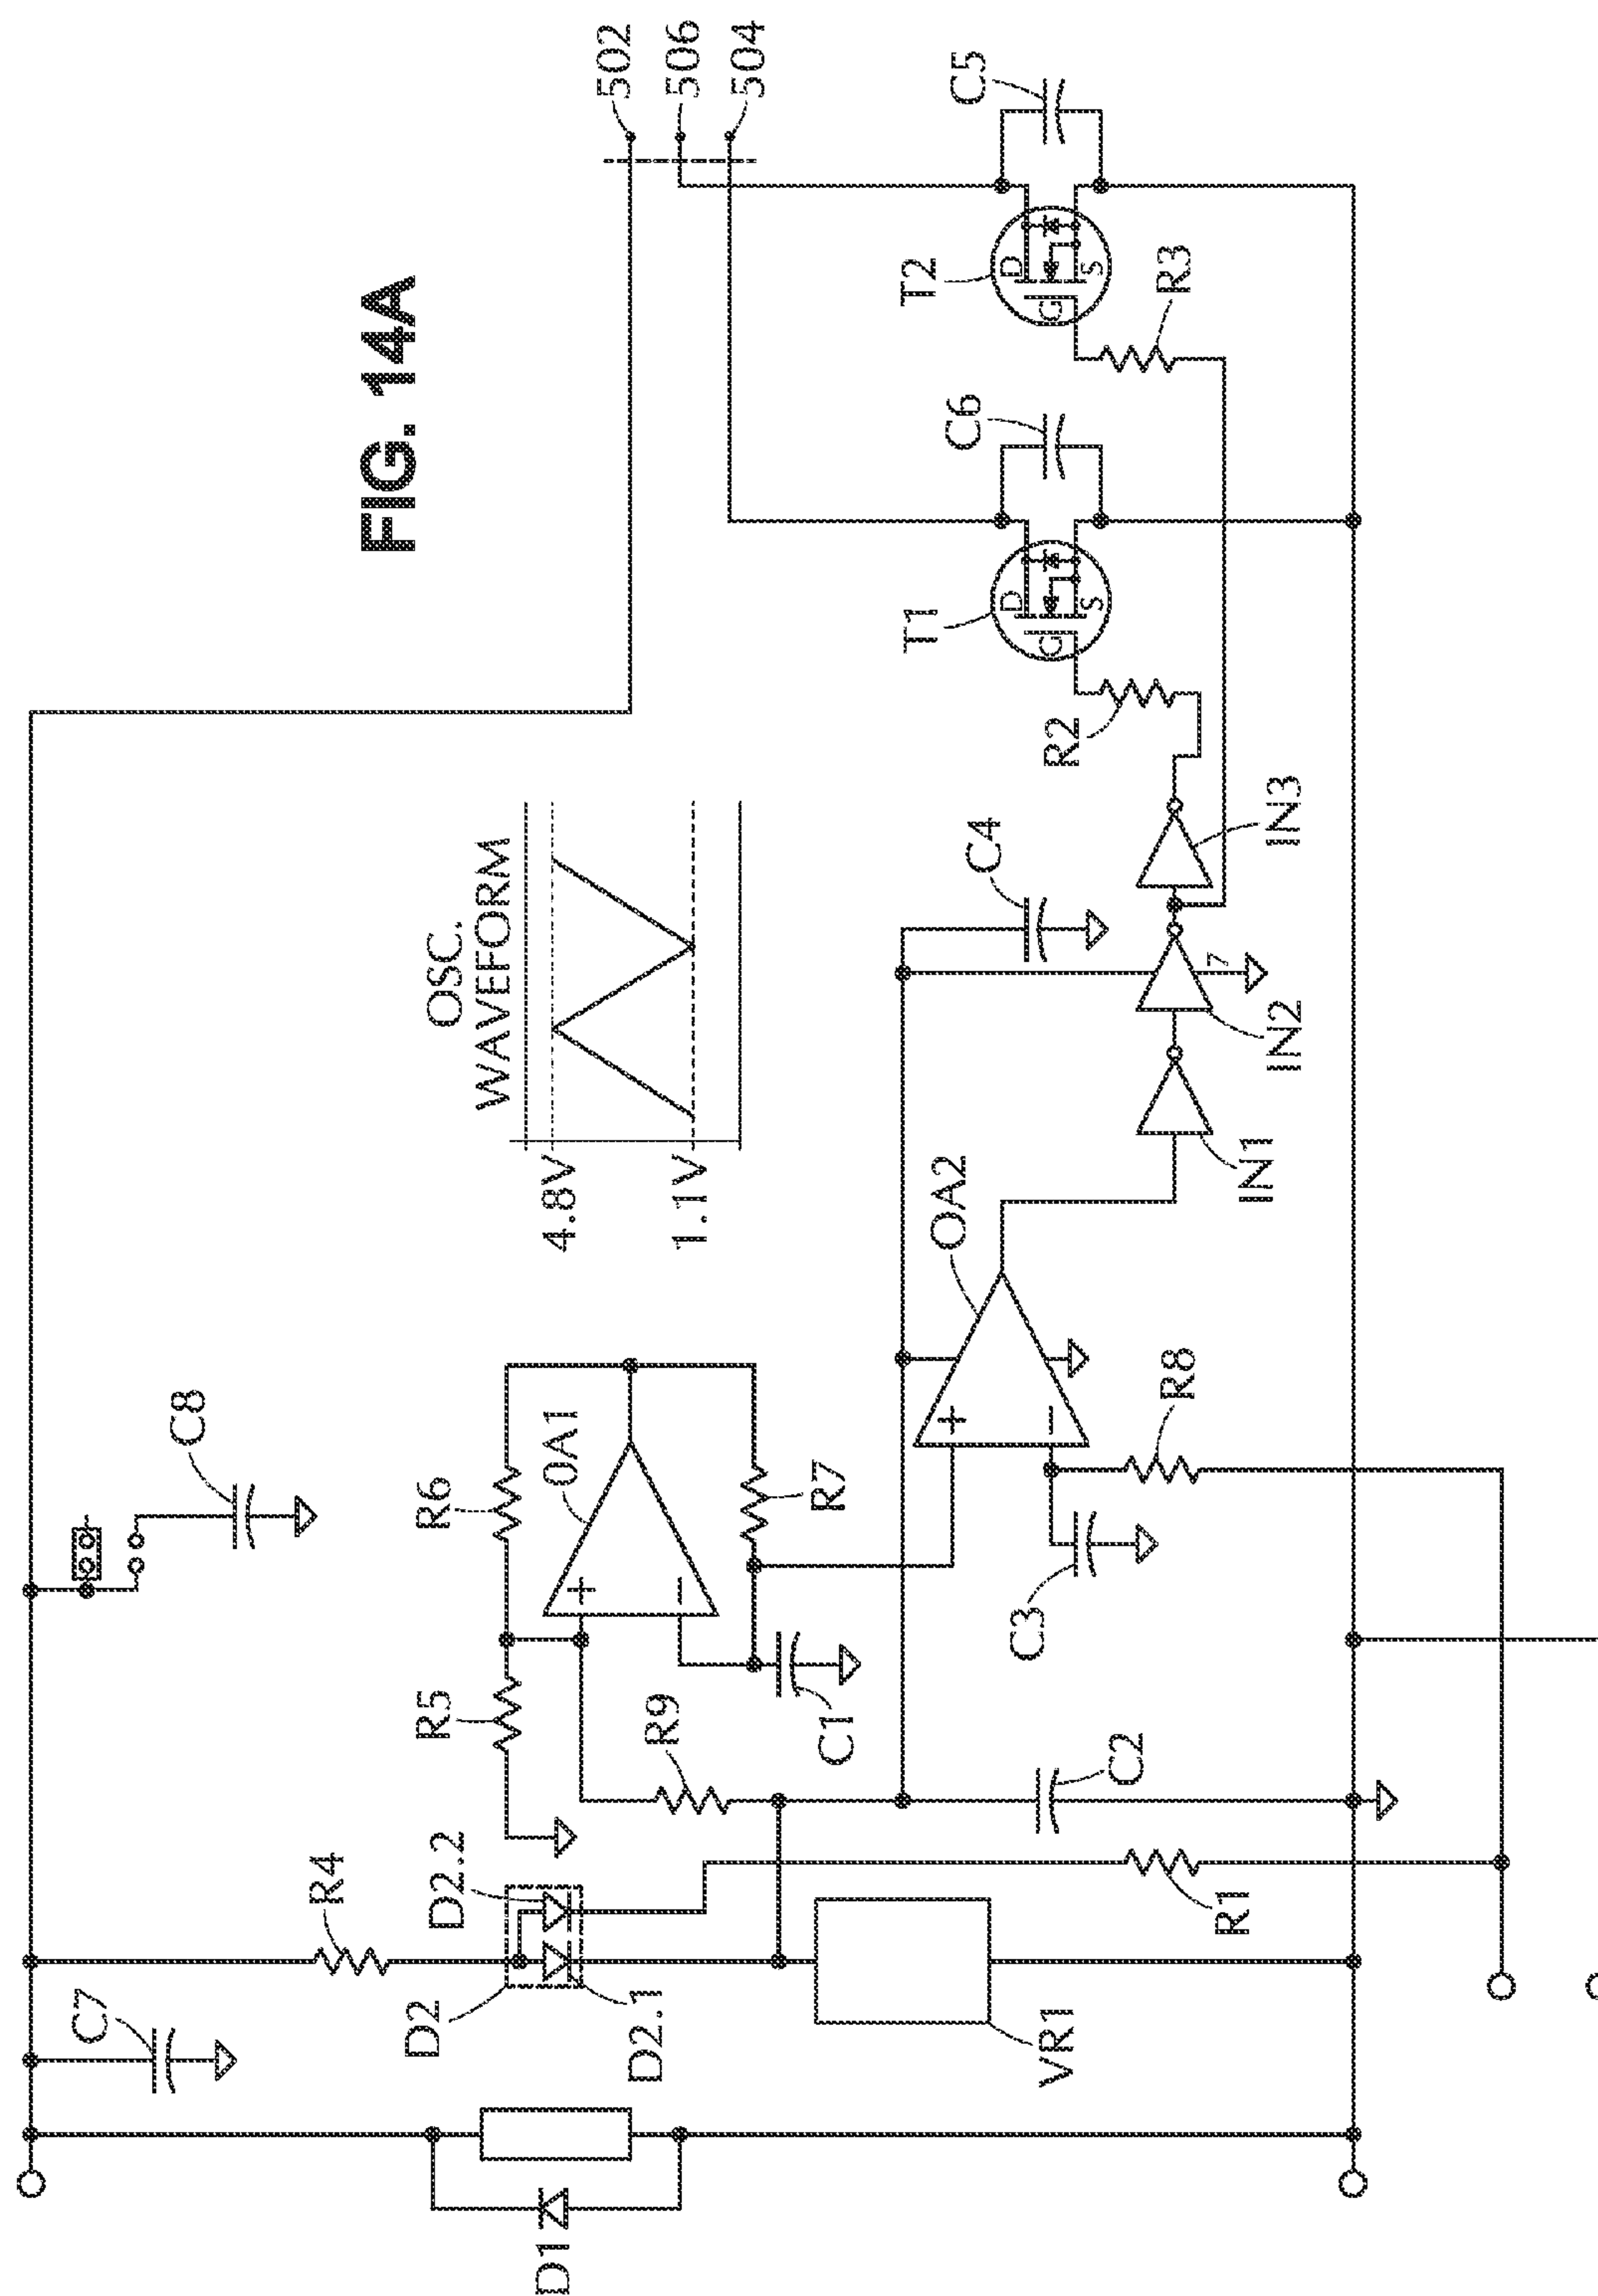 FIG. 14A
502
506
504
C5
T2
D
G
S
R3
C6
T1
D
G
S
R2
OSC.
WAVEFORM
4.8V
1.1V
C4
IN3
7
IN2
IN1
OA2
+
−
R8
C3
C8
R6
0A1
+
−
R7
R5
R9
C1
C2
R4
D2.2
D2
D2.1
R1
VR1
C7
D1